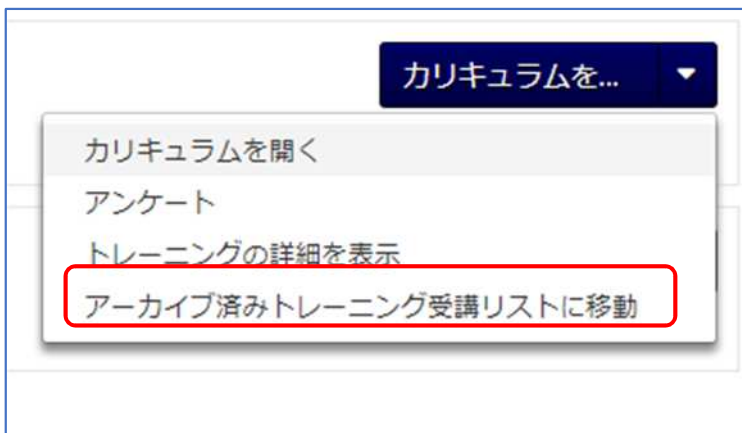 カリキュラムを...
カリキュラムを開く
アンケート
トレーニングの詳細を表示
アーカイブ済みトレーニング受講リストに移動